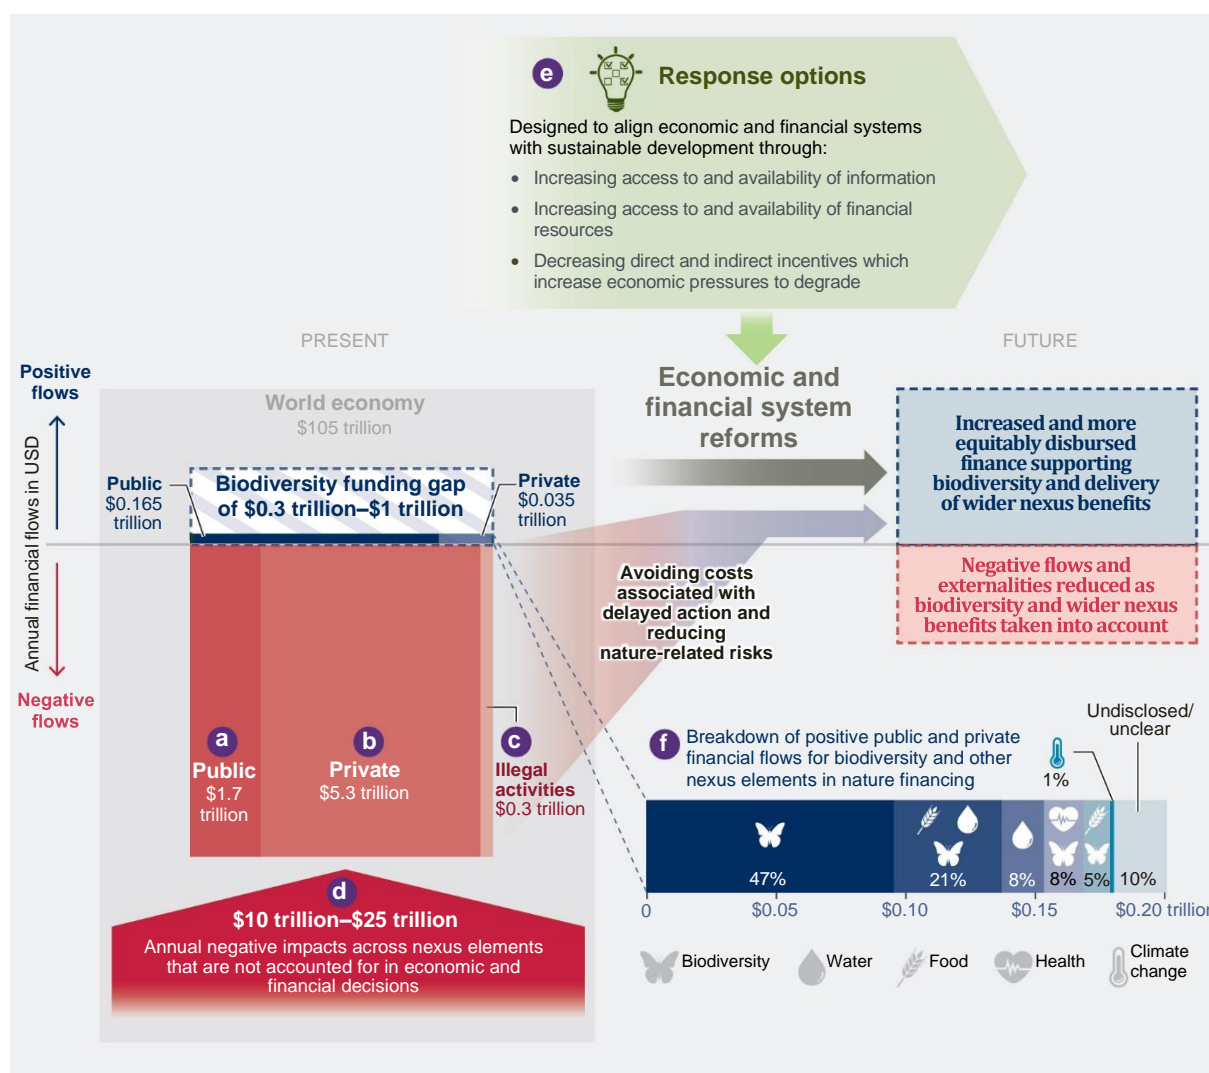 e
Response options
Designed to align economic and financial systems
with sustainable development through:
• Increasing access to and availability of information
• Increasing access to and availability of financial
resources
• Decreasing direct and indirect incentives which
increase economic pressures to degrade
PRESENT
FUTURE
Positive
flows
Annual financial flows in USD
Negative
flows
World economy
$105 trillion
Public
$0.165
trillion
Biodiversity funding gap
of $0.3 trillion–$1 trillion
Private
$0.035
trillion
Economic and
financial system
reforms
Increased and more
equitably disbursed
finance supporting
biodiversity and delivery
of wider nexus benefits
Negative flows and
externalities reduced as
biodiversity and wider nexus
benefits taken into account
Avoiding costs
associated with
delayed action and
reducing
nature-related risks
a
Public
$1.7
trillion
b
Private
$5.3 trillion
c
Illegal
activities
$0.3 trillion
d
$10 trillion–$25 trillion
Annual negative impacts across nexus elements
that are not accounted for in economic and
financial decisions
f
Breakdown of positive public and private
financial flows for biodiversity and other
nexus elements in nature financing
1%
Undisclosed/
unclear
47%
21%
8%
8%
5%
10%
0
$0.05
$0.10
$0.15
$0.20 trillion
Biodiversity
Water
Food
Health
Climate
change